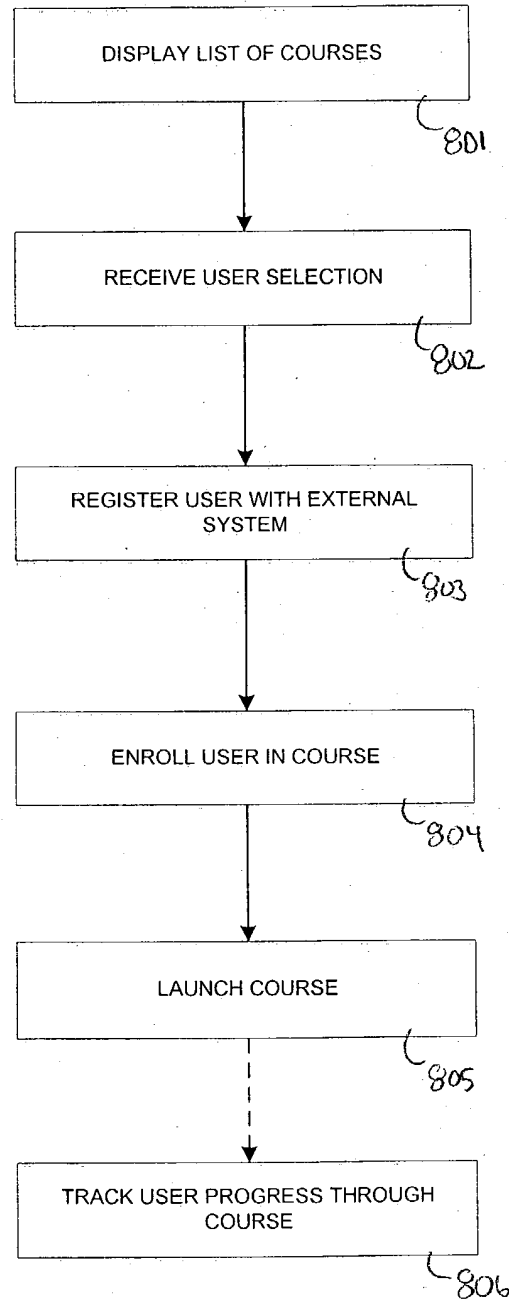 DISPLAY LIST OF COURSES
801
RECEIVE USER SELECTION
802
REGISTER USER WITH EXTERNAL
SYSTEM
803
ENROLL USER IN COURSE
804
LAUNCH COURSE
805
TRACK USER PROGRESS THROUGH
COURSE
806